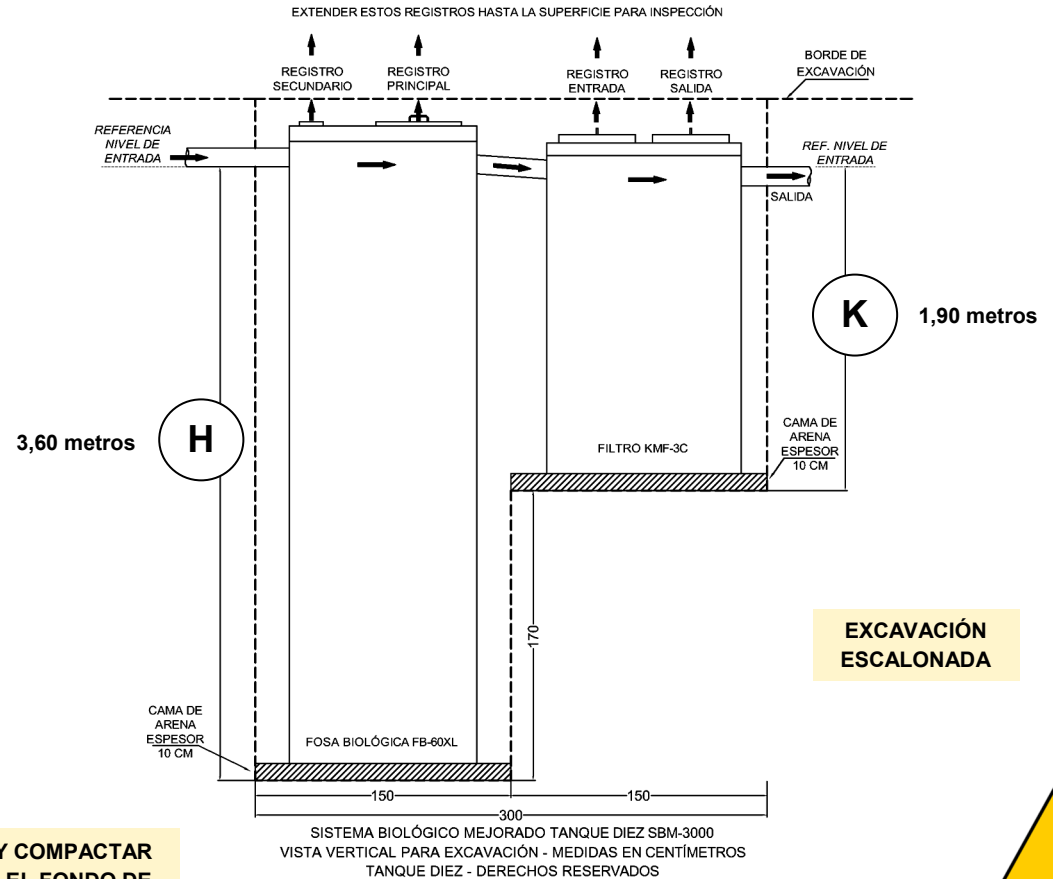 EXTENDER ESTOS REGISTROS HASTA LA SUPERFICIE PARA INSPECCIÓN
REGISTRO
SECUNDARIO
REGISTRO
PRINCIPAL
REGISTRO
ENTRADA
REGISTRO
SALIDA
BORDE DE
EXCAVACIÓN
REFERENCIA
NIVEL DE
ENTRADA
REF. NIVEL DE
ENTRADA
SALIDA
K
1,90 metros
3,60 metros
H
CAMA DE
ARENA
ESPESOR
10 CM
FILTRO KMF-3C
170
EXCAVACIÓN
ESCALONADA
CAMA DE
ARENA
ESPESOR
10 CM
FOSA BIOLÓGICA FB-60XL
150
150
300
SISTEMA BIOLÓGICO MEJORADO TANQUE DIEZ SBM-3000
VISTA VERTICAL PARA EXCAVACIÓN - MEDIDAS EN CENTÍMETROS
TANQUE DIEZ - DERECHOS RESERVADOS
Y COMPACTAR
EL FONDO DE